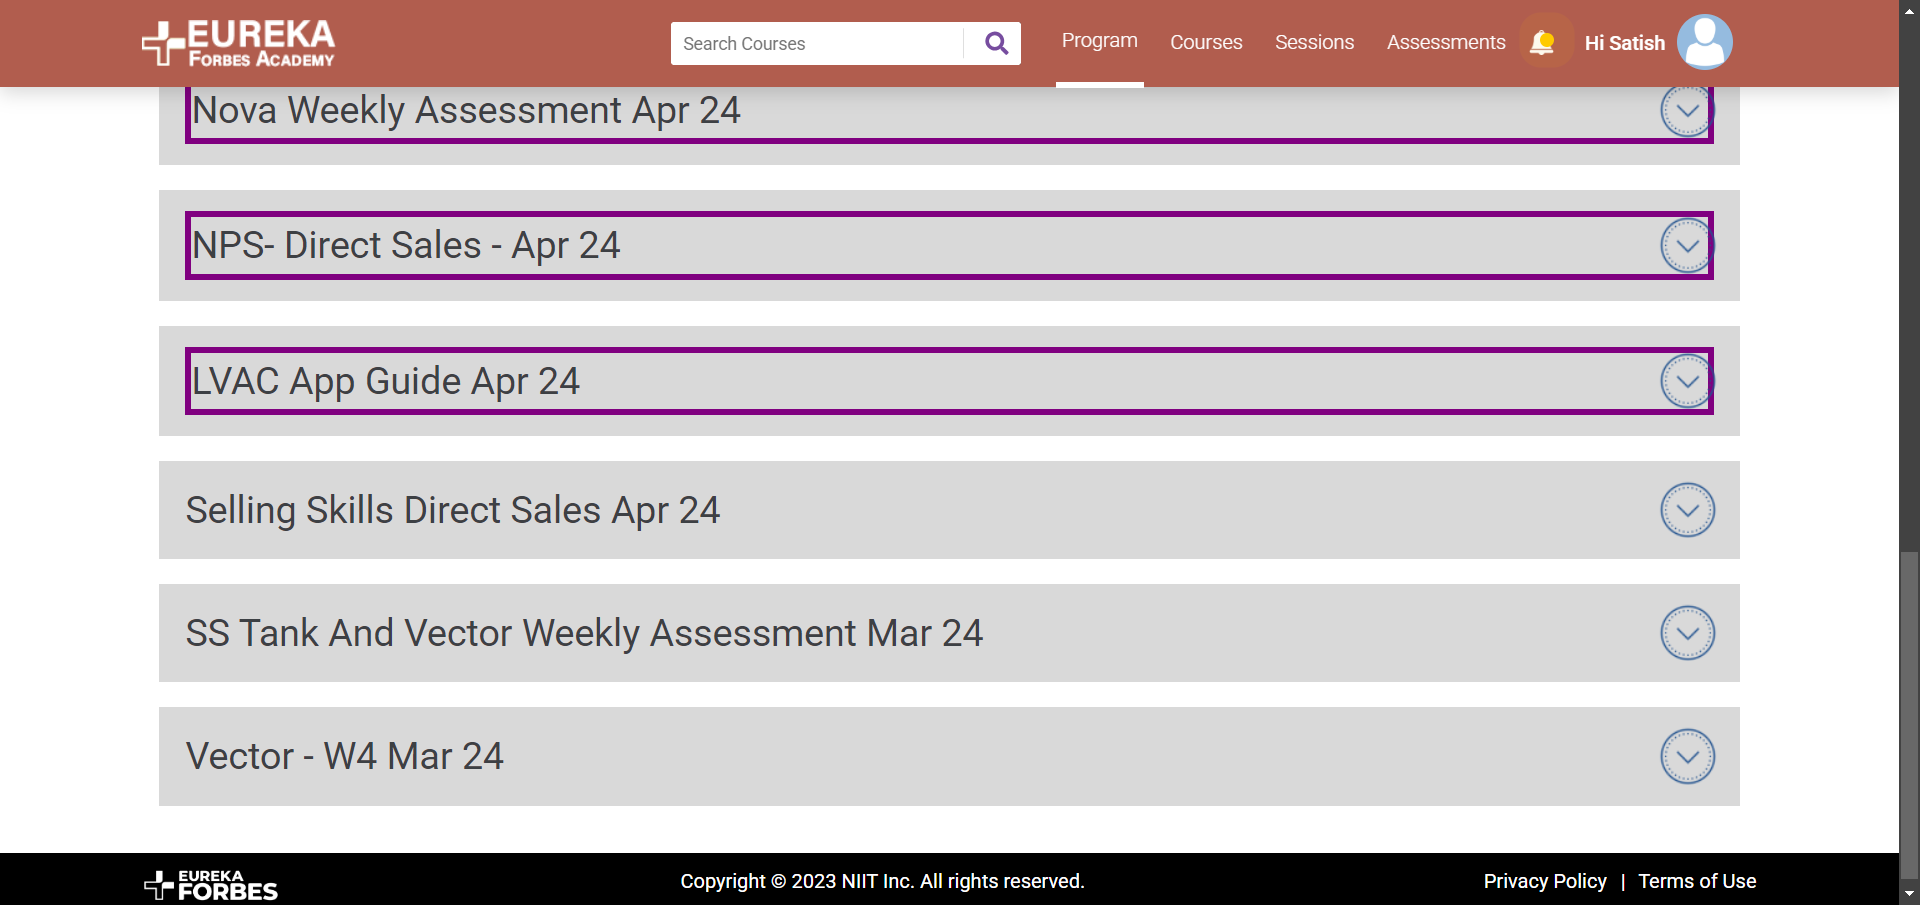 EUREKA
FORBES ACADEMY
Search Courses
Program
Courses
Sessions
Assessments
Hi Satish
Nova Weekly Assessment Apr 24
NPS- Direct Sales - Apr 24
LVAC App Guide Apr 24
Selling Skills Direct Sales Apr 24
SS Tank And Vector Weekly Assessment Mar 24
Vector - W4 Mar 24
EUREKA
FORBES
Copyright © 2023 NIIT Inc. All rights reserved.
Privacy Policy | Terms of Use